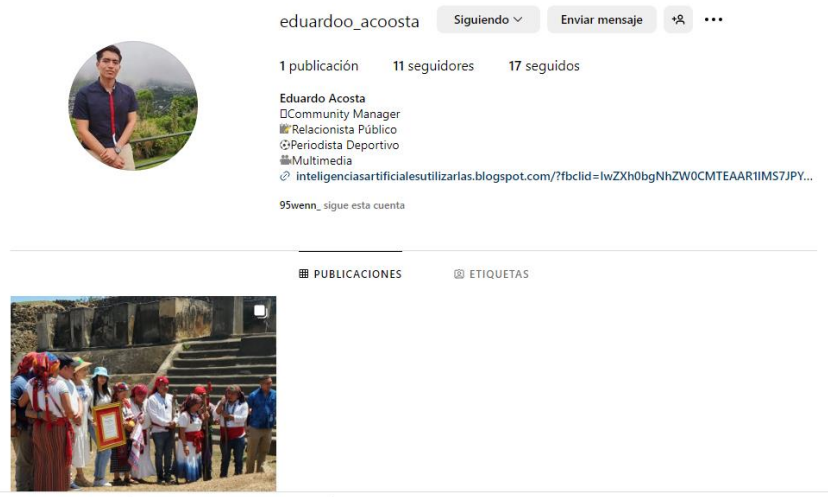 eduardoo_acoosta Siguiendo Enviar mensaje
1 publicación 11 seguidores 17 seguidos
Eduardo Acosta
Community Manager
Relacionista Público
Periodista Deportivo
Multimedia
inteligenciasartificialesutilizarlas.blogspot.com/?fbclid=IwZXh0bgNhZW0CMTEAAR1IMS7JPY...
95wenn_ sigue esta cuenta
PUBLICACIONES ETIQUETAS